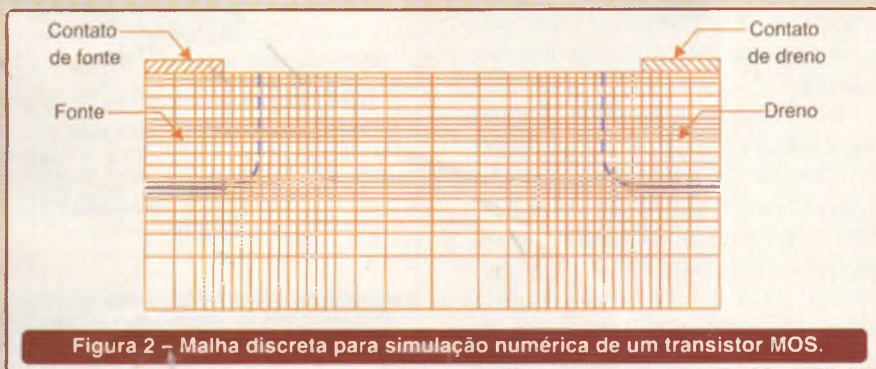 Contato
de fonte
Contato
de dreno
Fonte
Dreno
Figura 2 – Malha discreta para simulação numérica de um transistor MOS.